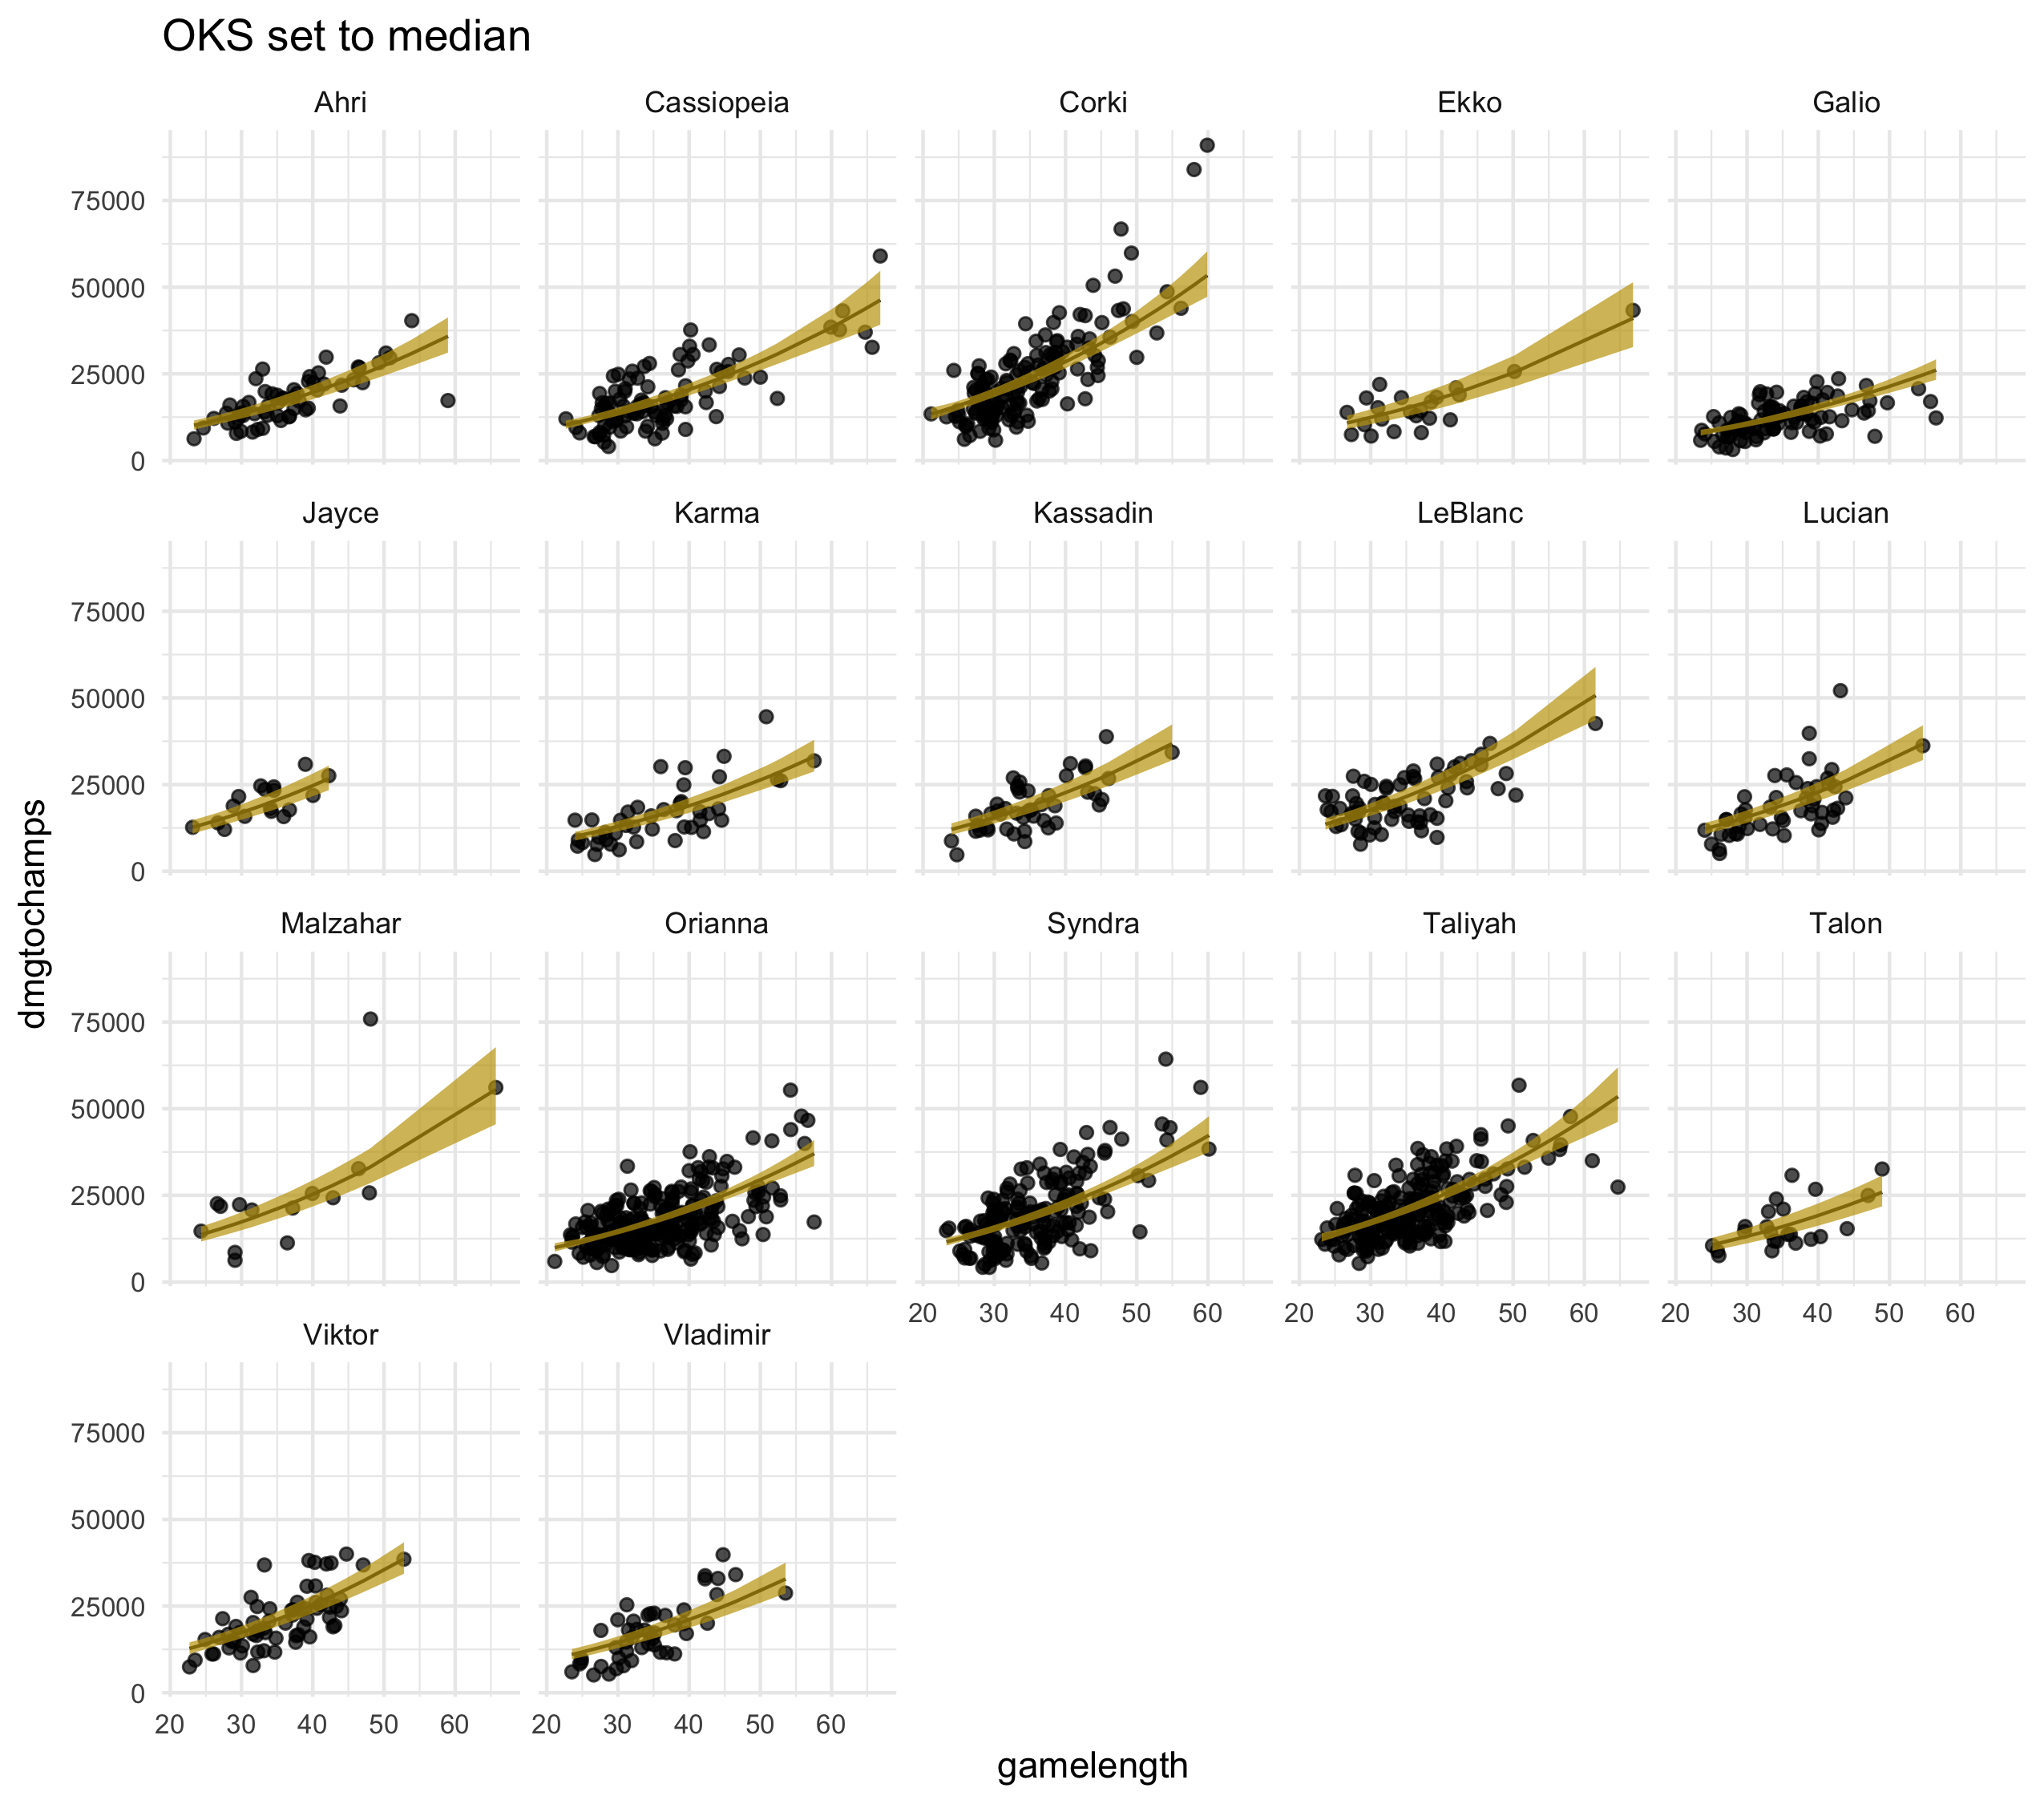 OKS set to median
Ahri Cassiopeia Corki Ekko Galio
75000
50000
25000
0
Jayce Karma Kassadin LeBlanc Lucian
75000
50000
25000
0
dmgtochamps
Malzahar Orianna Syndra Taliyah Talon
75000
50000
25000
0
20 30 40 50 60 20 30 40 50 60 20 30 40 50 60
Viktor Vladimir
75000
50000
25000
0
20 30 40 50 60 20 30 40 50 60
gamelength